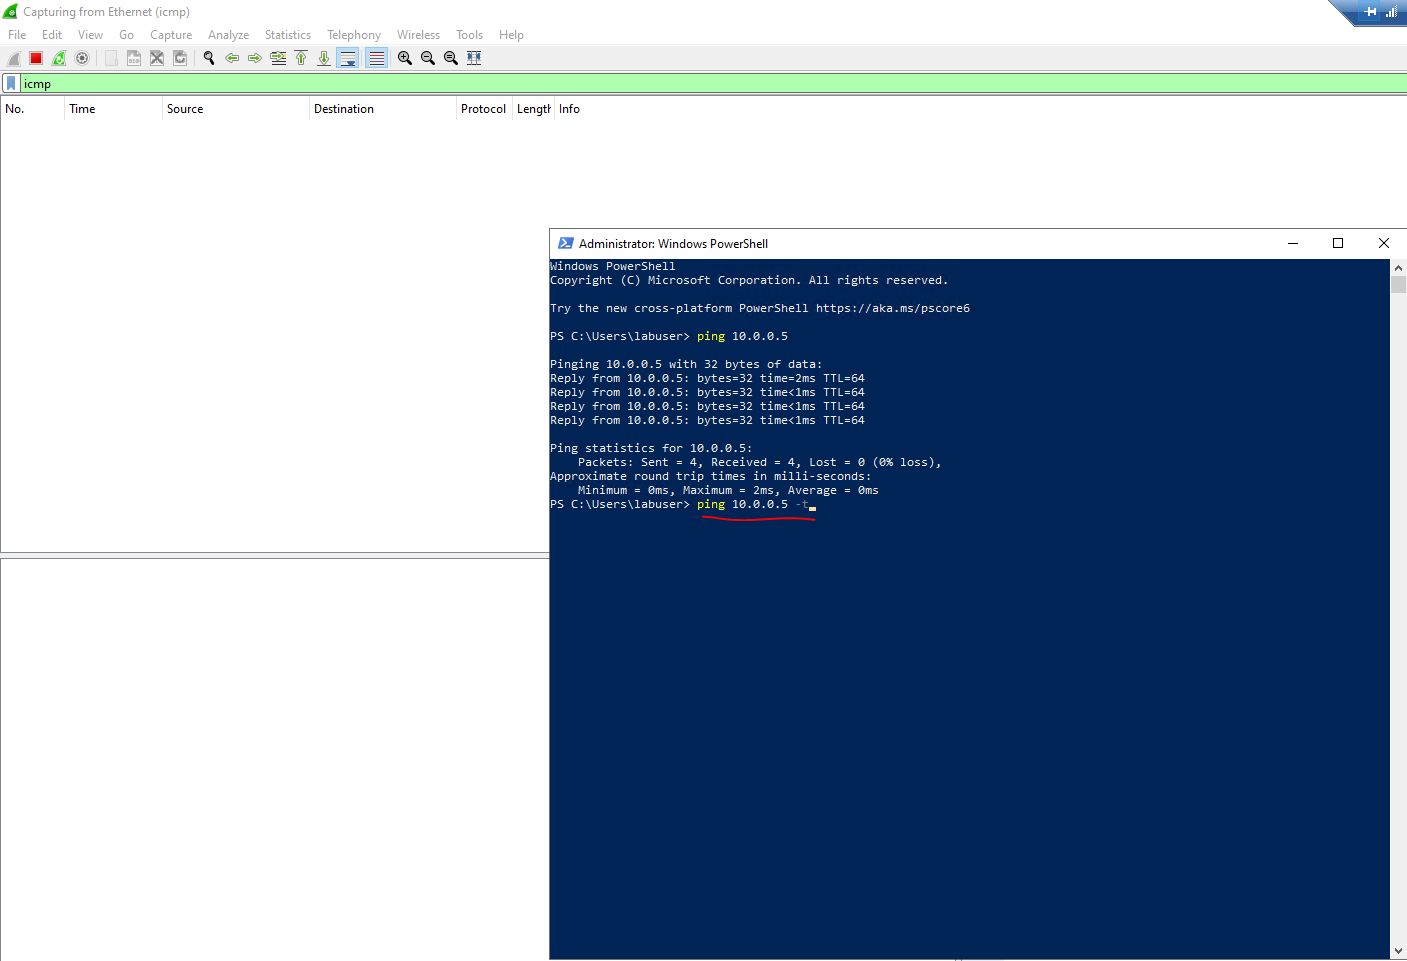 Capturing from Ethernet (icmp)
File Edit View Go Capture Analyze Statistics Telephony Wireless Tools Help
icmp
No. Time Source Destination Protocol Length Info
Administrator: Windows PowerShell
Windows PowerShell
Copyright (C) Microsoft Corporation. All rights reserved.
Try the new cross-platform PowerShell https://aka.ms/pscore6
PS C:\Users\labuser> ping 10.0.0.5
Pinging 10.0.0.5 with 32 bytes of data:
Reply from 10.0.0.5: bytes=32 time=2ms TTL=64
Reply from 10.0.0.5: bytes=32 time<1ms TTL=64
Reply from 10.0.0.5: bytes=32 time<1ms TTL=64
Reply from 10.0.0.5: bytes=32 time<1ms TTL=64
Ping statistics for 10.0.0.5:
Packets: Sent = 4, Received = 4, Lost = 0 (0% loss),
Approximate round trip times in milli-seconds:
Minimum = 0ms, Maximum = 2ms, Average = 0ms
PS C:\Users\labuser> ping 10.0.0.5 -t